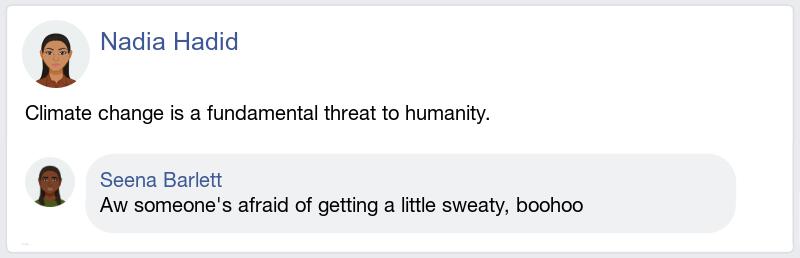 Nadia Hadid
Climate change is a fundamental threat to humanity.
Seena Barlett
Aw someone's afraid of getting a little sweaty, boohoo